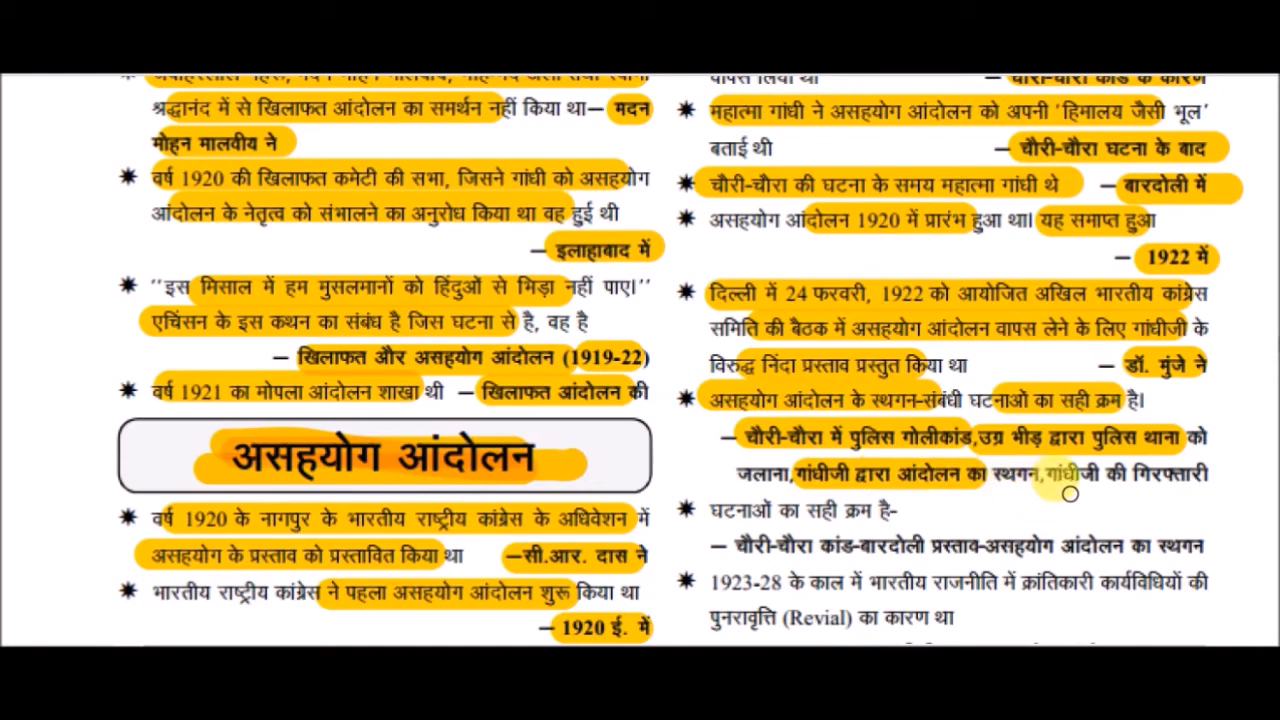 श्रद्धानंद में से खिलाफत आंदोलन का समर्थन नहीं किया था— मदन
मोहन मालवीय ने
✷ वर्ष 1920 की खिलाफत कमेटी की सभा, जिसने गांधी को असहयोग
आंदोलन के नेतृत्व को संभालने का अनुरोध किया था वह हुई थी
— इलाहाबाद में
✷ ''इस मिसाल में हम मुसलमानों को हिंदुओं से भिड़ा नहीं पाए।''
एचिंसन के इस कथन का संबंध है जिस घटना से है, वह है
— खिलाफत और असहयोग आंदोलन (1919-22)
✷ वर्ष 1921 का मोपला आंदोलन शाखा थी — खिलाफत आंदोलन की
असहयोग आंदोलन
✷ वर्ष 1920 के नागपुर के भारतीय राष्ट्रीय कांग्रेस के अधिवेशन में
असहयोग के प्रस्ताव को प्रस्तावित किया था —सी.आर. दास ने
✷ भारतीय राष्ट्रीय कांग्रेस ने पहला असहयोग आंदोलन शुरू किया था
— 1920 ई. में
वापस लिया था — चौरी-चौरा कांड के कारण
✷ महात्मा गांधी ने असहयोग आंदोलन को अपनी 'हिमालय जैसी भूल'
बताई थी — चौरी-चौरा घटना के बाद
✷ चौरी-चौरा की घटना के समय महात्मा गांधी थे — बारदोली में
✷ असहयोग आंदोलन 1920 में प्रारंभ हुआ था। यह समाप्त हुआ
— 1922 में
✷ दिल्ली में 24 फरवरी, 1922 को आयोजित अखिल भारतीय कांग्रेस
समिति की बैठक में असहयोग आंदोलन वापस लेने के लिए गांधीजी के
विरुद्ध निंदा प्रस्ताव प्रस्तुत किया था — डॉ. मुंजे ने
✷ असहयोग आंदोलन के स्थगन-संबंधी घटनाओं का सही क्रम है।
— चौरी-चौरा में पुलिस गोलीकांड,उग्र भीड़ द्वारा पुलिस थाना को
जलाना,गांधीजी द्वारा आंदोलन का स्थगन,गांधीजी की गिरफ्तारी
✷ घटनाओं का सही क्रम है-
— चौरी-चौरा कांड-बारदोली प्रस्ताव-असहयोग आंदोलन का स्थगन
✷ 1923-28 के काल में भारतीय राजनीति में क्रांतिकारी कार्यविधियों की
पुनरावृत्ति (Revial) का कारण था